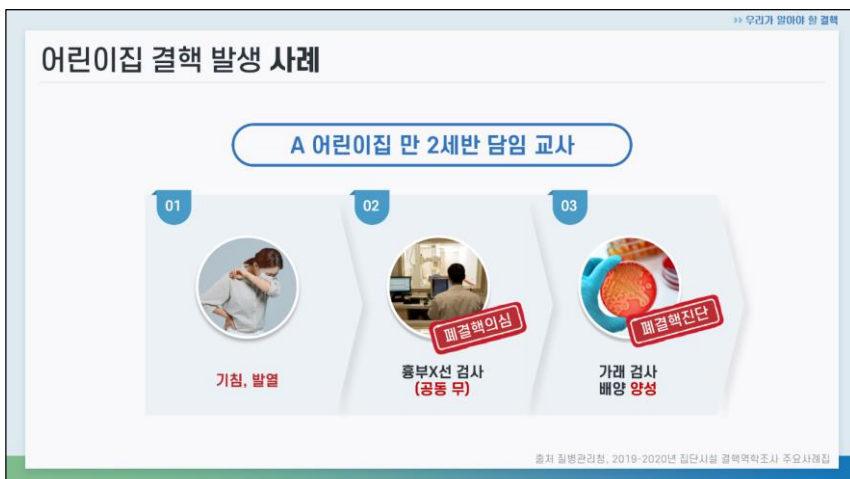 >> 우리가 알아야 할 결핵
어린이집 결핵 발생 사례
A 어린이집 만 2세반 담임 교사
01
02
03
폐결핵의심
폐결핵진단
기침, 발열
흉부X선 검사
(공동 무)
가래 검사
배양 양성
출처 질병관리청, 2019-2020년 집단시설 결핵역학조사 주요사례집